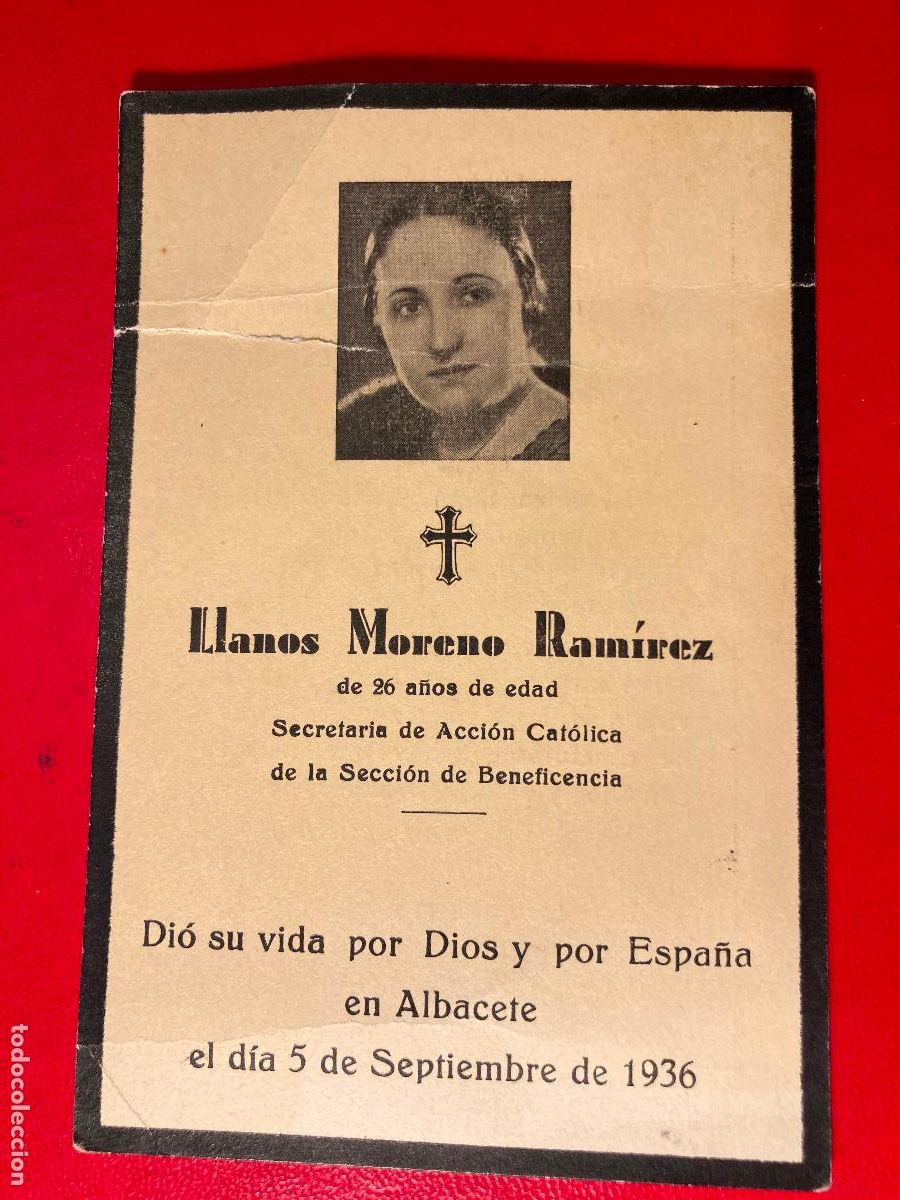 Llanos Moreno Ramírez
de 26 años de edad
Secretaria de Acción Católica
de la Sección de Beneficencia
Dió su vida por Dios y por España
en Albacete
el día 5 de Septiembre de 1936
todocoleccion